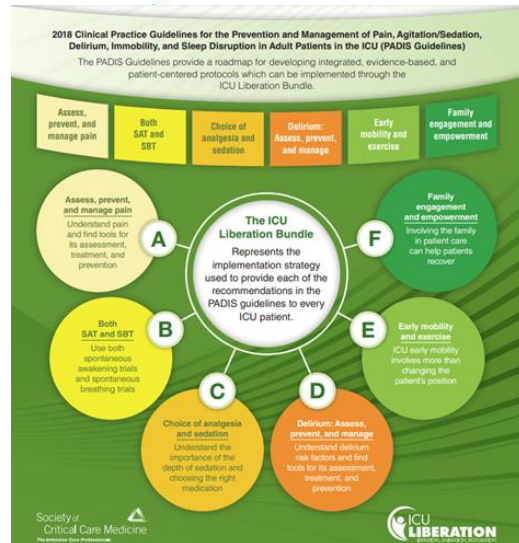 2018 Clinical Practice Guidelines for the Prevention and Management of Pain, Agitation/Sedation,
Delirium, Immobility, and Sleep Disruption in Adult Patients in the ICU (PADIS Guidelines)
The PADIS Guidelines provide a roadmap for developing integrated, evidence-based, and
patient-centered protocols which can be implemented through the
ICU Liberation Bundle.
Assess,
prevent, and
manage pain
Both
SAT and
SBT
Choice of
analgesia and
sedation
Delirium:
Assess, prevent,
and manage
Early
mobility and
exercise
Family
engagement and
empowerment
The ICU
Liberation Bundle
Represents the
implementation strategy
used to provide each of the
recommendations in the
PADIS guidelines to every
ICU patient.
A
Assess, prevent,
and manage pain
Understand pain
and find tools for
its assessment,
treatment, and
prevention
B
Both
SAT and SBT
Use both
spontaneous
awakening trials
and spontaneous
breathing trials
C
Choice of analgesia
and sedation
Understand the
importance of the
depth of sedation and
choosing the right
medication
D
Delirium: Assess,
prevent, and manage
Understand delirium
risk factors and find
tools for its assessment,
treatment, and
prevention
E
Early mobility
and exercise
ICU early mobility
involves more than
changing the
patient's position
F
Family
engagement
and empowerment
Involving the family
in patient care
can help patients
recover
Society of
Critical Care Medicine
The Intensive Care Professionals
ICU
LIBERATION